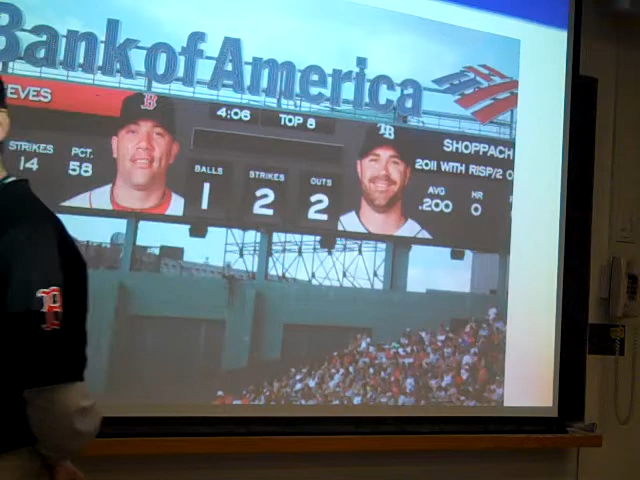 Bank of America
EVES
4:06 TOP 8
SHOPPACH
STRIKES PCT.
14 58
BALLS STRIKES OUTS
1 2 2
2011 WITH RISP/2 O
AVG HR
.200 0
B
TB
P